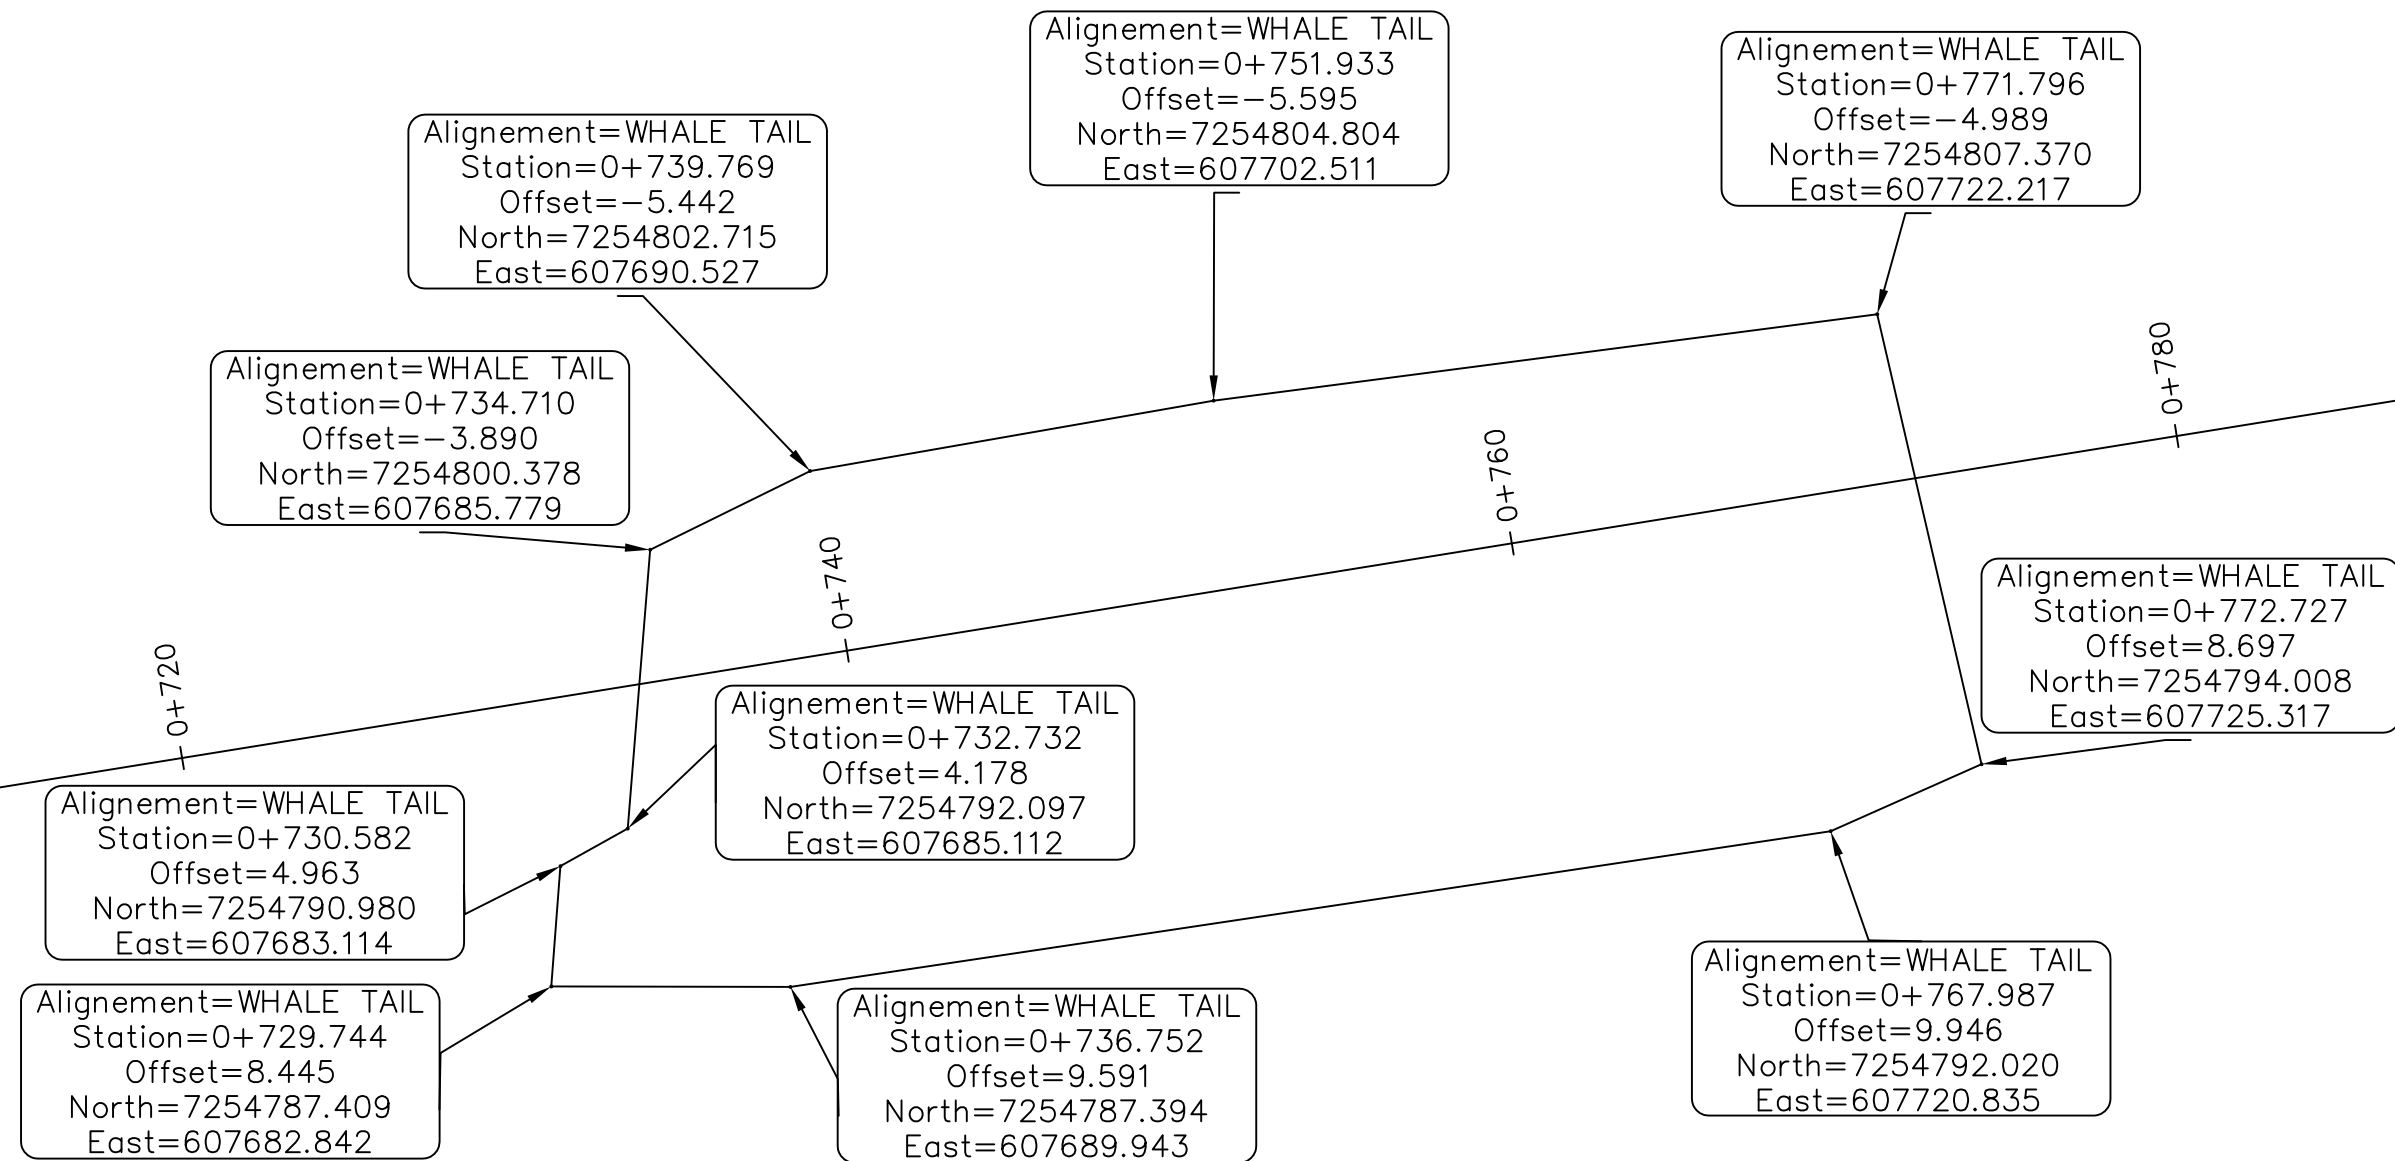 Alignement=WHALE TAIL
Station=0+751.933
Offset=-5.595
North=7254804.804
East=607702.511
Alignement=WHALE TAIL
Station=0+771.796
Offset=-4.989
North=7254807.370
East=607722.217
Alignement=WHALE TAIL
Station=0+739.769
Offset=-5.442
North=7254802.715
East=607690.527
Alignement=WHALE TAIL
Station=0+734.710
Offset=-3.890
North=7254800.378
East=607685.779
0+720
0+740
0+760
0+780
Alignement=WHALE TAIL
Station=0+772.727
Offset=8.697
North=7254794.008
East=607725.317
Alignement=WHALE TAIL
Station=0+732.732
Offset=4.178
North=7254792.097
East=607685.112
Alignement=WHALE TAIL
Station=0+730.582
Offset=4.963
North=7254790.980
East=607683.114
Alignement=WHALE TAIL
Station=0+729.744
Offset=8.445
North=7254787.409
East=607682.842
Alignement=WHALE TAIL
Station=0+736.752
Offset=9.591
North=7254787.394
East=607689.943
Alignement=WHALE TAIL
Station=0+767.987
Offset=9.946
North=7254792.020
East=607720.835